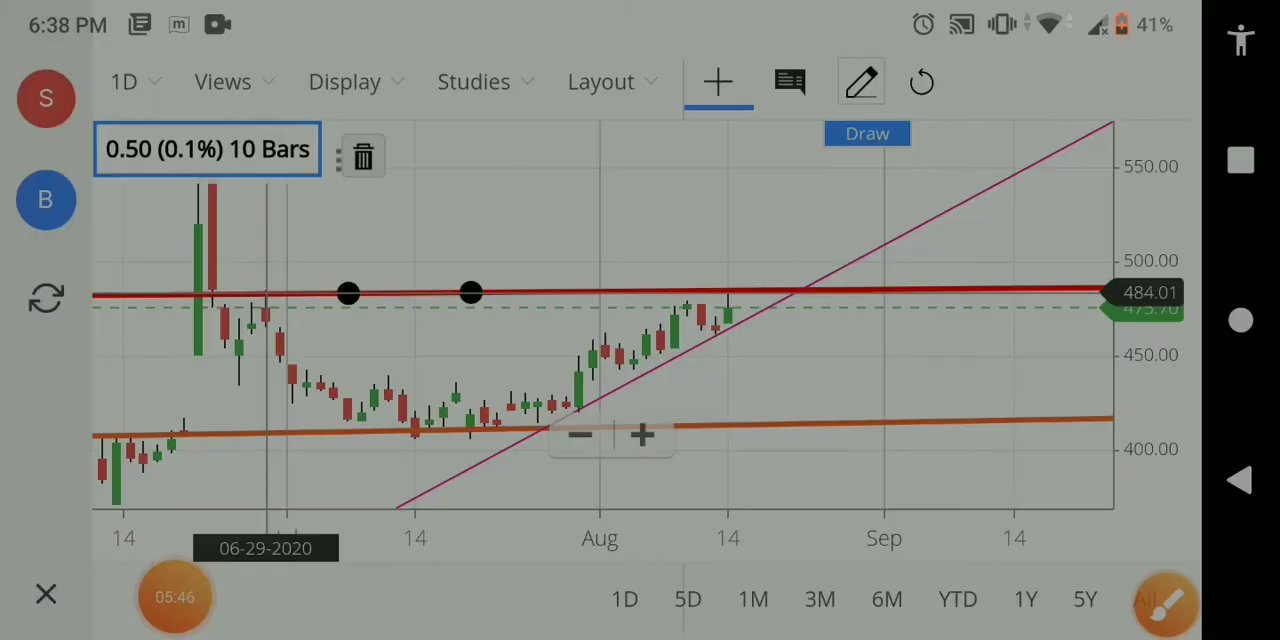 6:38 PM m 41%
S 1D Views Display Studies Layout
0.50 (0.1%) 10 Bars Draw
550.00
B
500.00
484.01
475.70
450.00
400.00
14 14 Aug 14 Sep 14
06-29-2020
05:46 1D 5D 1M 3M 6M YTD 1Y 5Y All